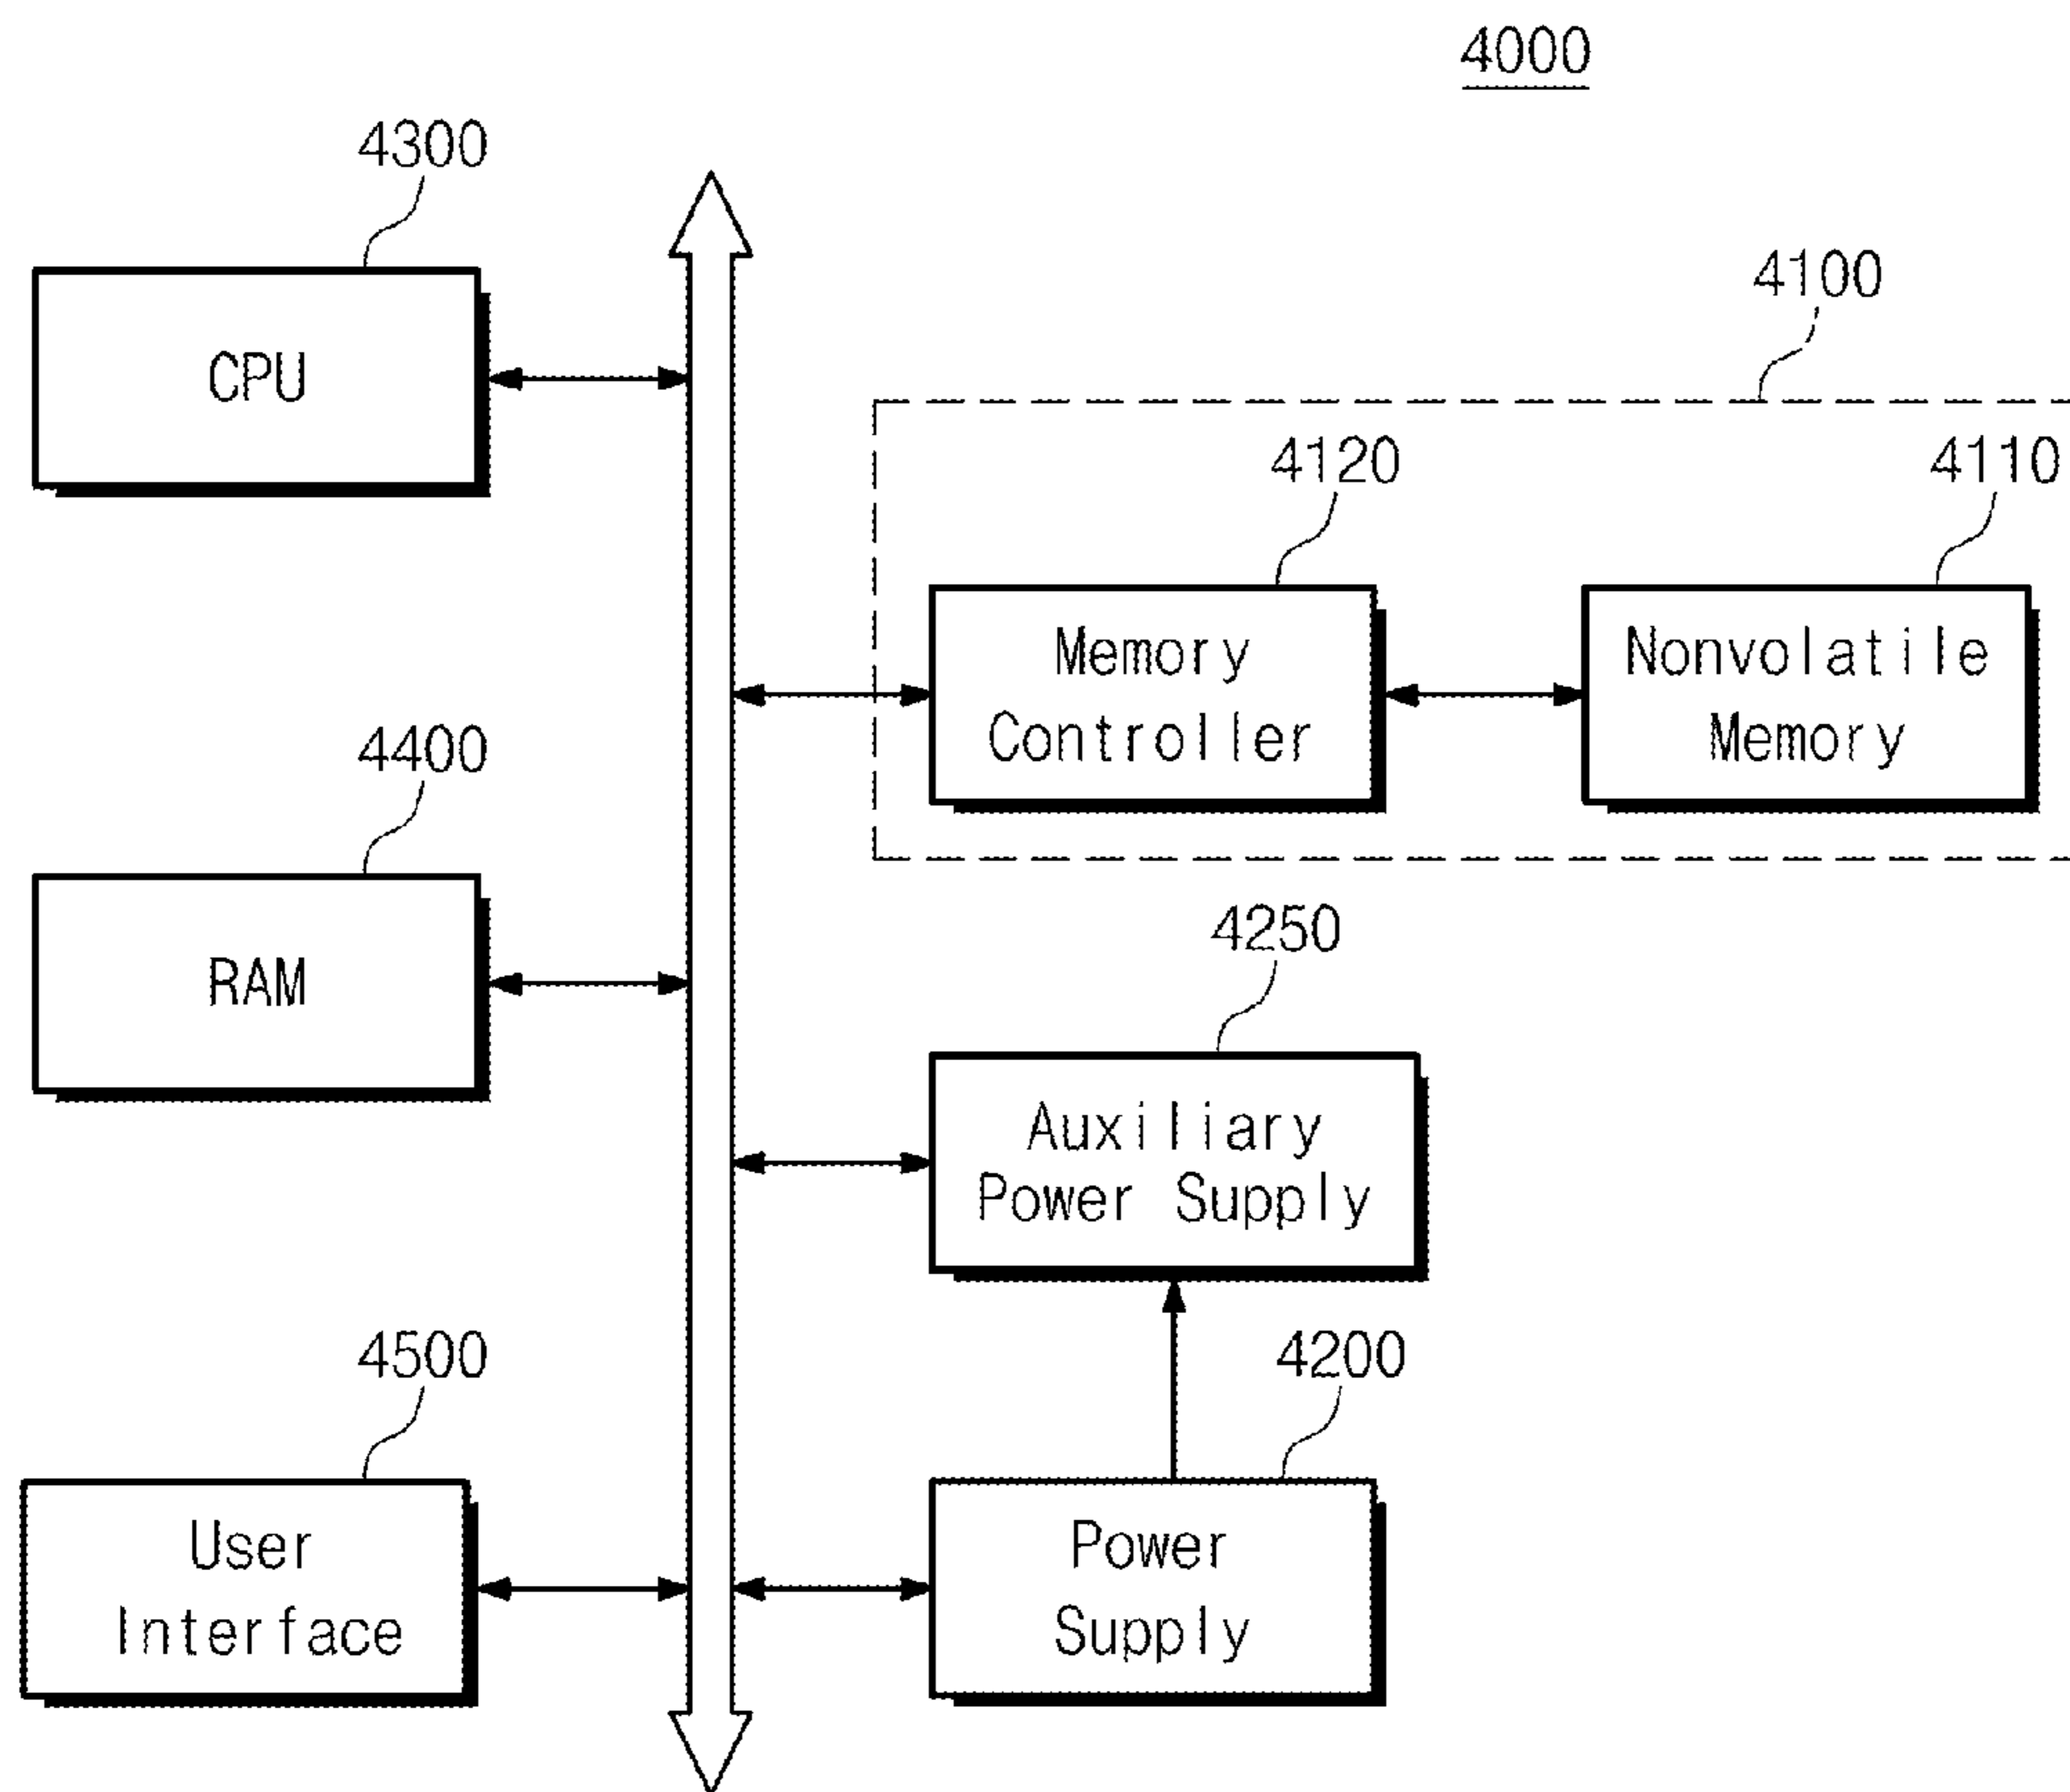 4000
4300
CPU
4100
4120
4110
Memory
Controller
Nonvolatile
Memory
4400
RAM
4250
Auxiliary
Power Supply
4500
User
Interface
4200
Power
Supply